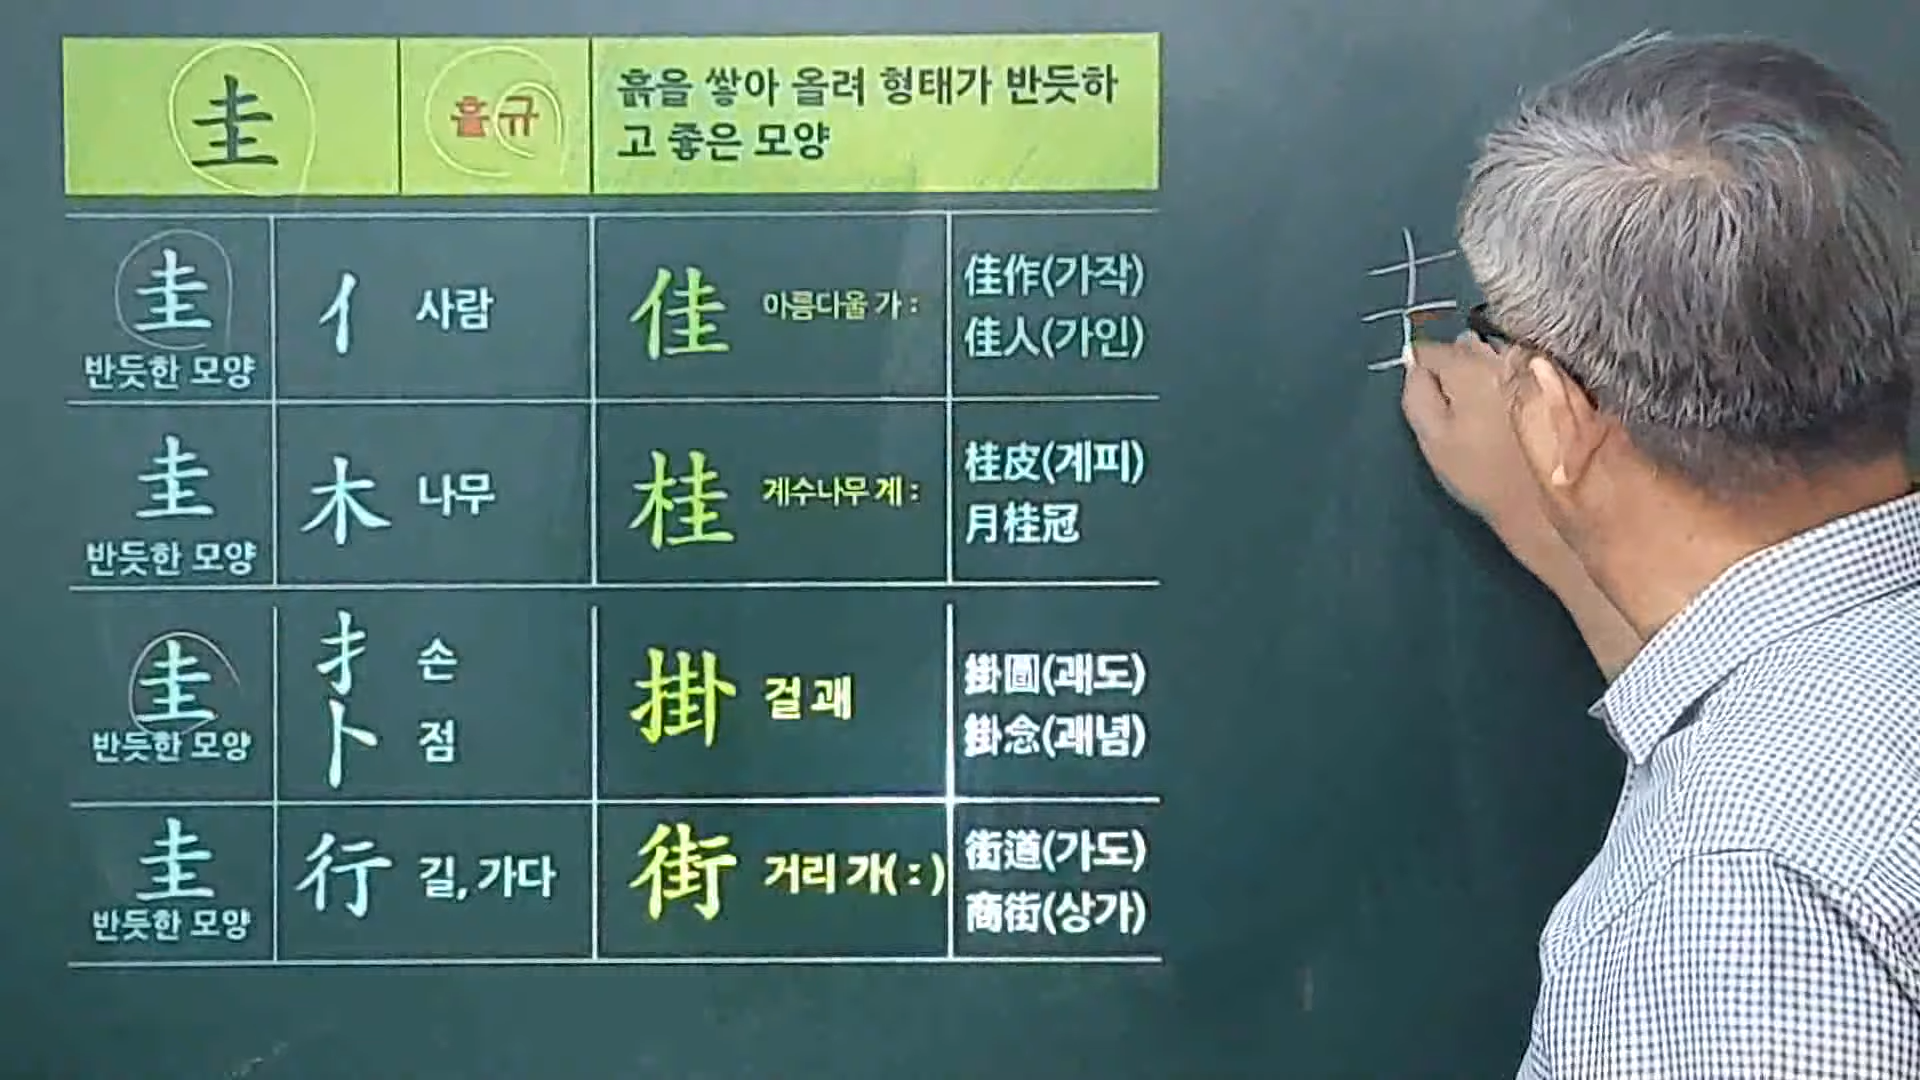 圭 홀규 흙을 쌓아 올려 형태가 반듯하
고 좋은 모양
圭 亻 사람 佳 아름다울 가 : 佳作(가작)
반듯한 모양 佳人(가인)
圭 木 나무 桂 계수나무 계 : 桂皮(계피)
반듯한 모양 月桂冠
圭 扌 손 掛 걸 괘 掛圖(괘도)
반듯한 모양 卜 점 掛念(괘념)
圭 行 길, 가다 街 거리 가( : ) 街道(가도)
반듯한 모양 商街(상가)